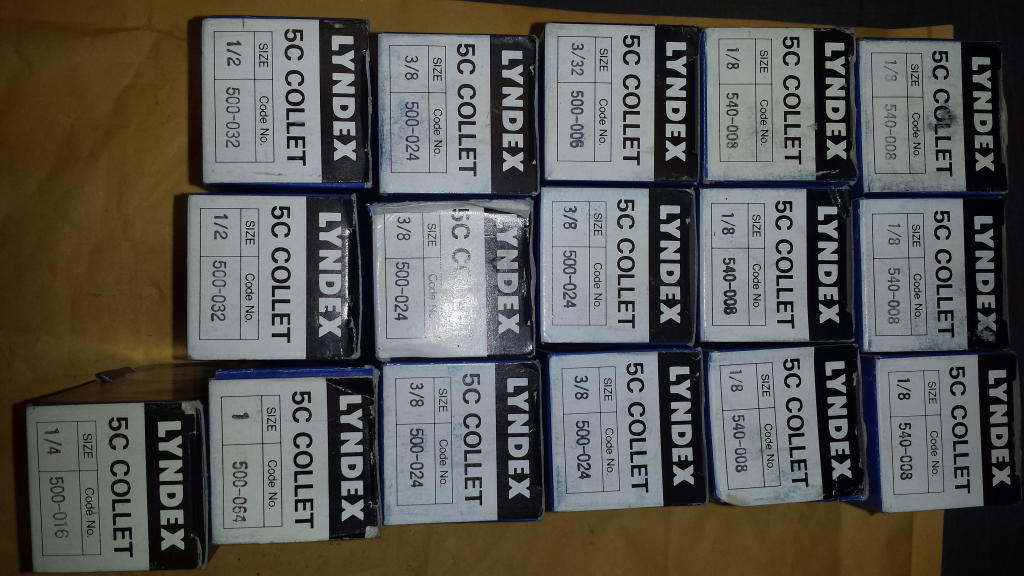 LYNDEX
5C COLLET
SIZE Code No.
1/2 500-032
LYNDEX
5C COLLET
SIZE Code No.
3/8 500-024
LYNDEX
5C COLLET
SIZE Code No.
3/32 500-006
LYNDEX
5C COLLET
SIZE Code No.
1/8 540-008
LYNDEX
5C COLLET
SIZE Code No.
1/8 540-008
LYNDEX
5C COLLET
SIZE Code No.
1/2 500-032
LYNDEX
5C
SIZE Code No.
3/8 500-024
LYNDEX
5C COLLET
SIZE Code No.
3/8 500-024
LYNDEX
5C COLLET
SIZE Code No.
1/8 540-008
LYNDEX
5C COLLET
SIZE Code No.
1/8 540-008
LYNDEX
5C COLLET
SIZE Code No.
1/4 500-016
LYNDEX
5C COLLET
SIZE Code No.
1 500-064
LYNDEX
5C COLLET
SIZE Code No.
3/8 500-024
LYNDEX
5C COLLET
SIZE Code No.
3/8 500-024
LYNDEX
5C COLLET
SIZE Code No.
1/8 540-008
LYNDEX
5C COLLET
SIZE Code No.
1/8 540-008